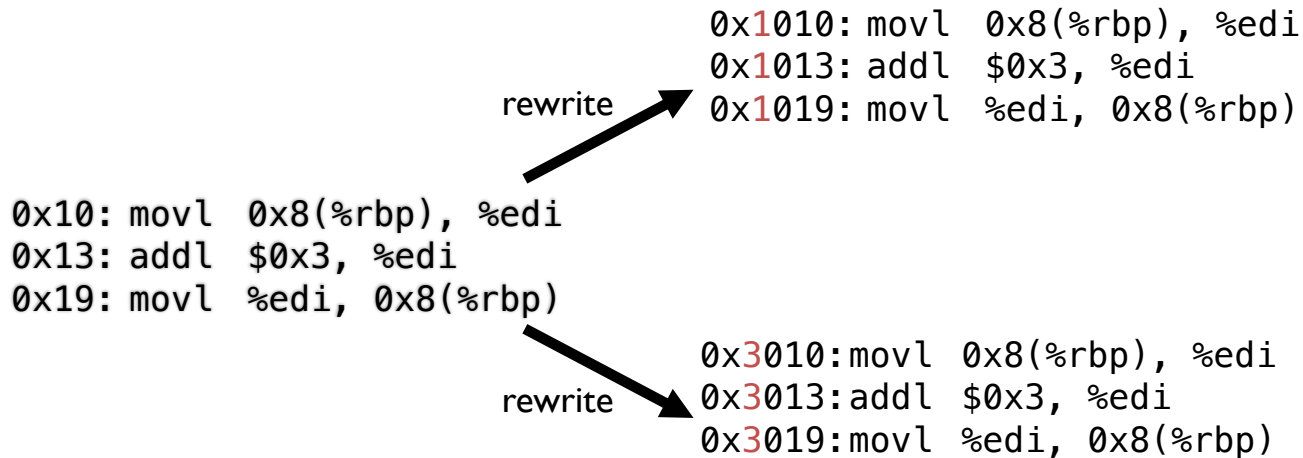 0x1010: movl 0x8(%rbp), %edi
0x1013: addl $0x3, %edi
0x1019: movl %edi, 0x8(%rbp)
rewrite
0x10: movl 0x8(%rbp), %edi
0x13: addl $0x3, %edi
0x19: movl %edi, 0x8(%rbp)
rewrite
0x3010: movl 0x8(%rbp), %edi
0x3013: addl $0x3, %edi
0x3019: movl %edi, 0x8(%rbp)